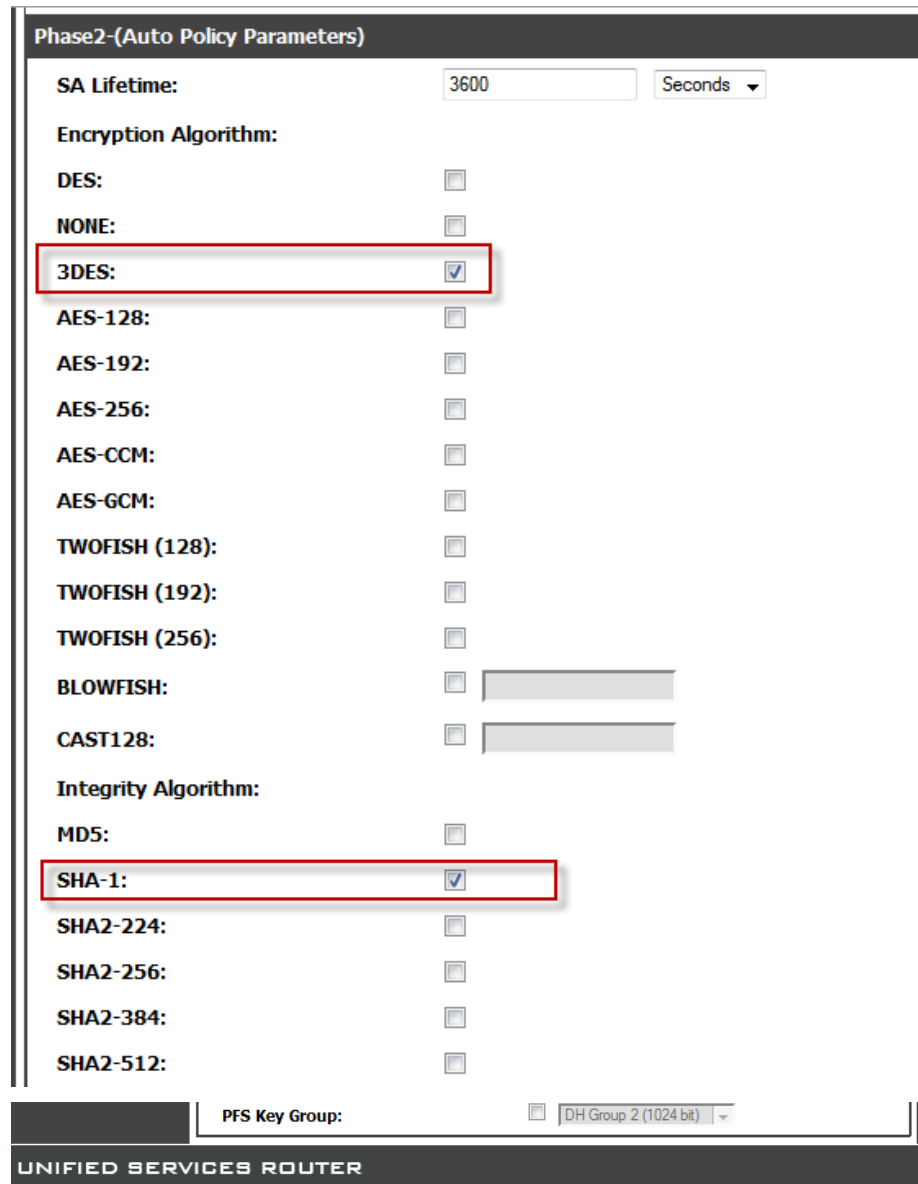 Phase2-(Auto Policy Parameters)
SA Lifetime: 3600 Seconds
Encryption Algorithm:
DES:
NONE:
3DES:
AES-128:
AES-192:
AES-256:
AES-CCM:
AES-GCM:
TWOFISH (128):
TWOFISH (192):
TWOFISH (256):
BLOWFISH:
CAST128:
Integrity Algorithm:
MD5:
SHA-1:
SHA2-224:
SHA2-256:
SHA2-384:
SHA2-512:
PFS Key Group: DH Group 2 (1024 bit)
UNIFIED SERVICES ROUTER